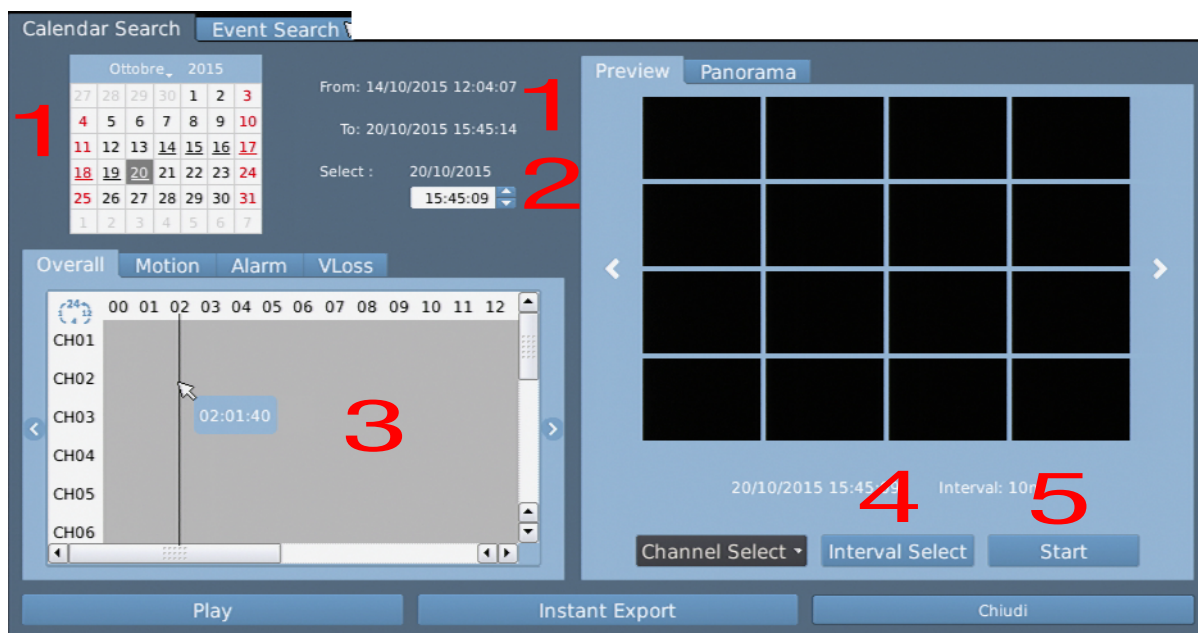 Calendar Search Event Search
Ottobre 2015
27 28 29 30 1 2 3
4 5 6 7 8 9 10
11 12 13 14 15 16 17
18 19 20 21 22 23 24
25 26 27 28 29 30 31
1 2 3 4 5 6 7
1
From: 14/10/2015 12:04:07
To: 20/10/2015 15:45:14
1
Select : 20/10/2015
15:45:09
2
Overall Motion Alarm VLoss
24 12 4
00 01 02 03 04 05 06 07 08 09 10 11 12
CH01
CH02
CH03 02:01:40
CH04
CH05
CH06
3
Preview Panorama
20/10/2015 15:45:09 Interval: 10m
4
5
Channel Select Interval Select Start
Play Instant Export Chiudi